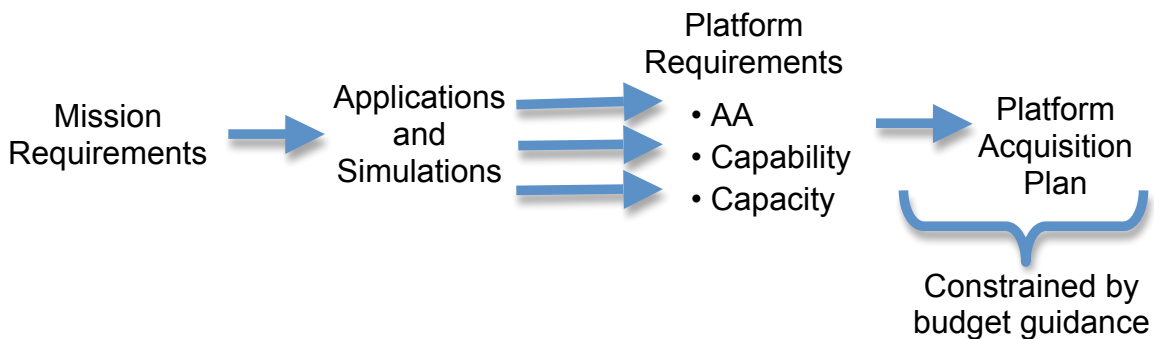 Mission
Requirements
Applications
and
Simulations
Platform
Requirements
• AA
• Capability
• Capacity
Platform
Acquisition
Plan
Constrained by
budget guidance